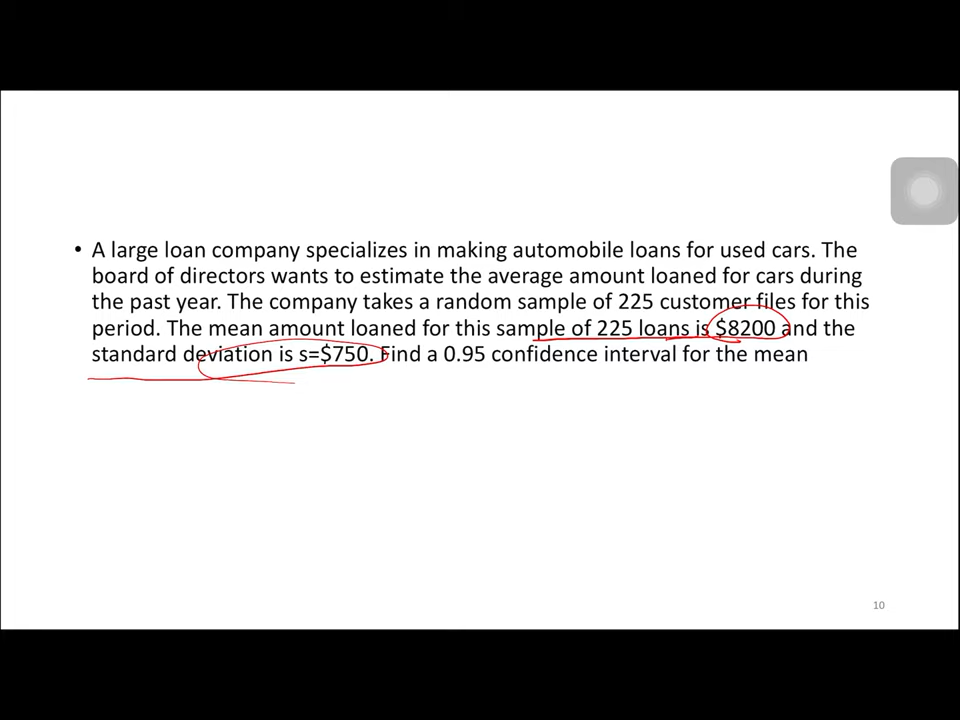 • A large loan company specializes in making automobile loans for used cars. The
board of directors wants to estimate the average amount loaned for cars during
the past year. The company takes a random sample of 225 customer files for this
period. The mean amount loaned for this sample of 225 loans is $8200 and the
standard deviation is s=$750. Find a 0.95 confidence interval for the mean
10